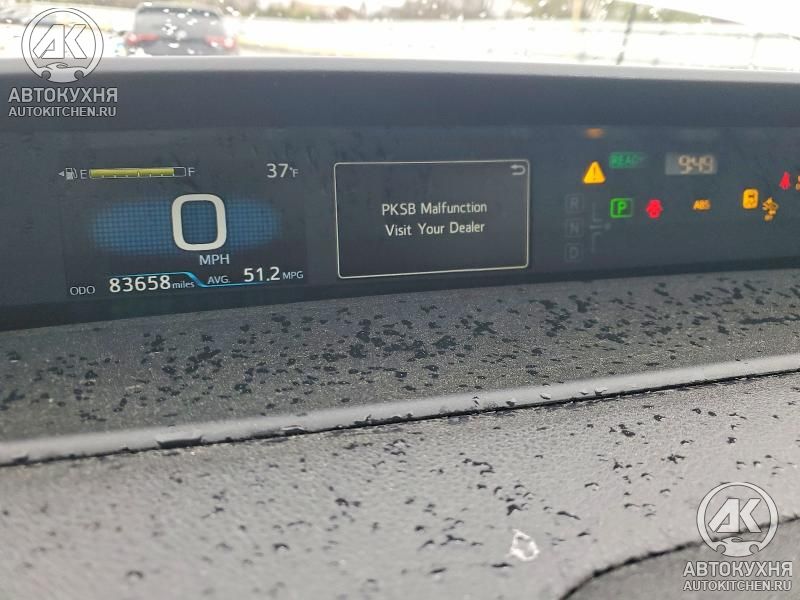 АК
АВТОКУХНЯ
AUTOKITCHEN.RU
E F
37°F
0
MPH
ODO 83658 miles AVG. 51.2 MPG
PKSB Malfunction
Visit Your Dealer
READY 9:49
R
N
D
P
ABS
АК
АВТОКУХНЯ
AUTOKITCHEN.RU